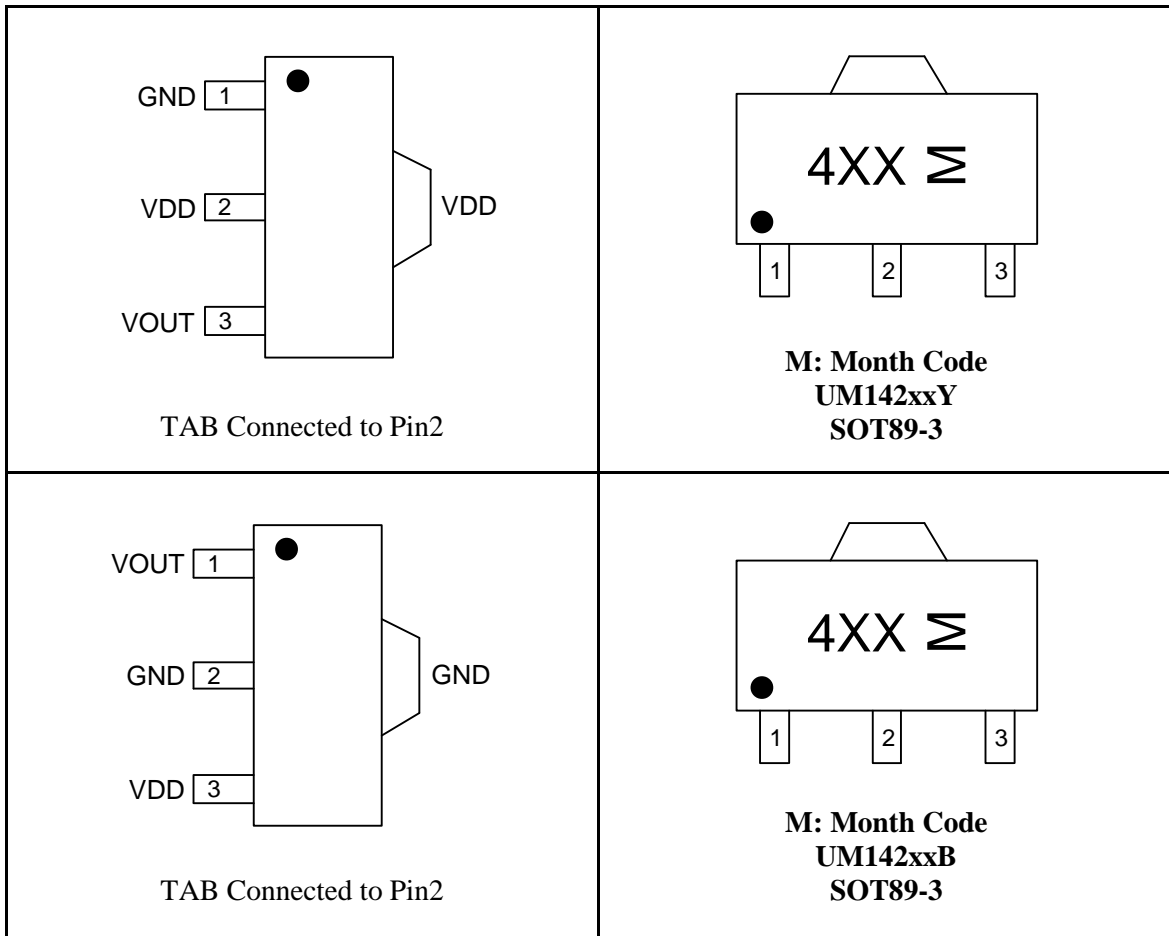 GND 1
VDD 2
VDD
VOUT 3
TAB Connected to Pin2
4XX M
1 2 3
M: Month Code
UM142xxY
SOT89-3
VOUT 1
GND 2
GND
VDD 3
TAB Connected to Pin2
4XX M
1 2 3
M: Month Code
UM142xxB
SOT89-3